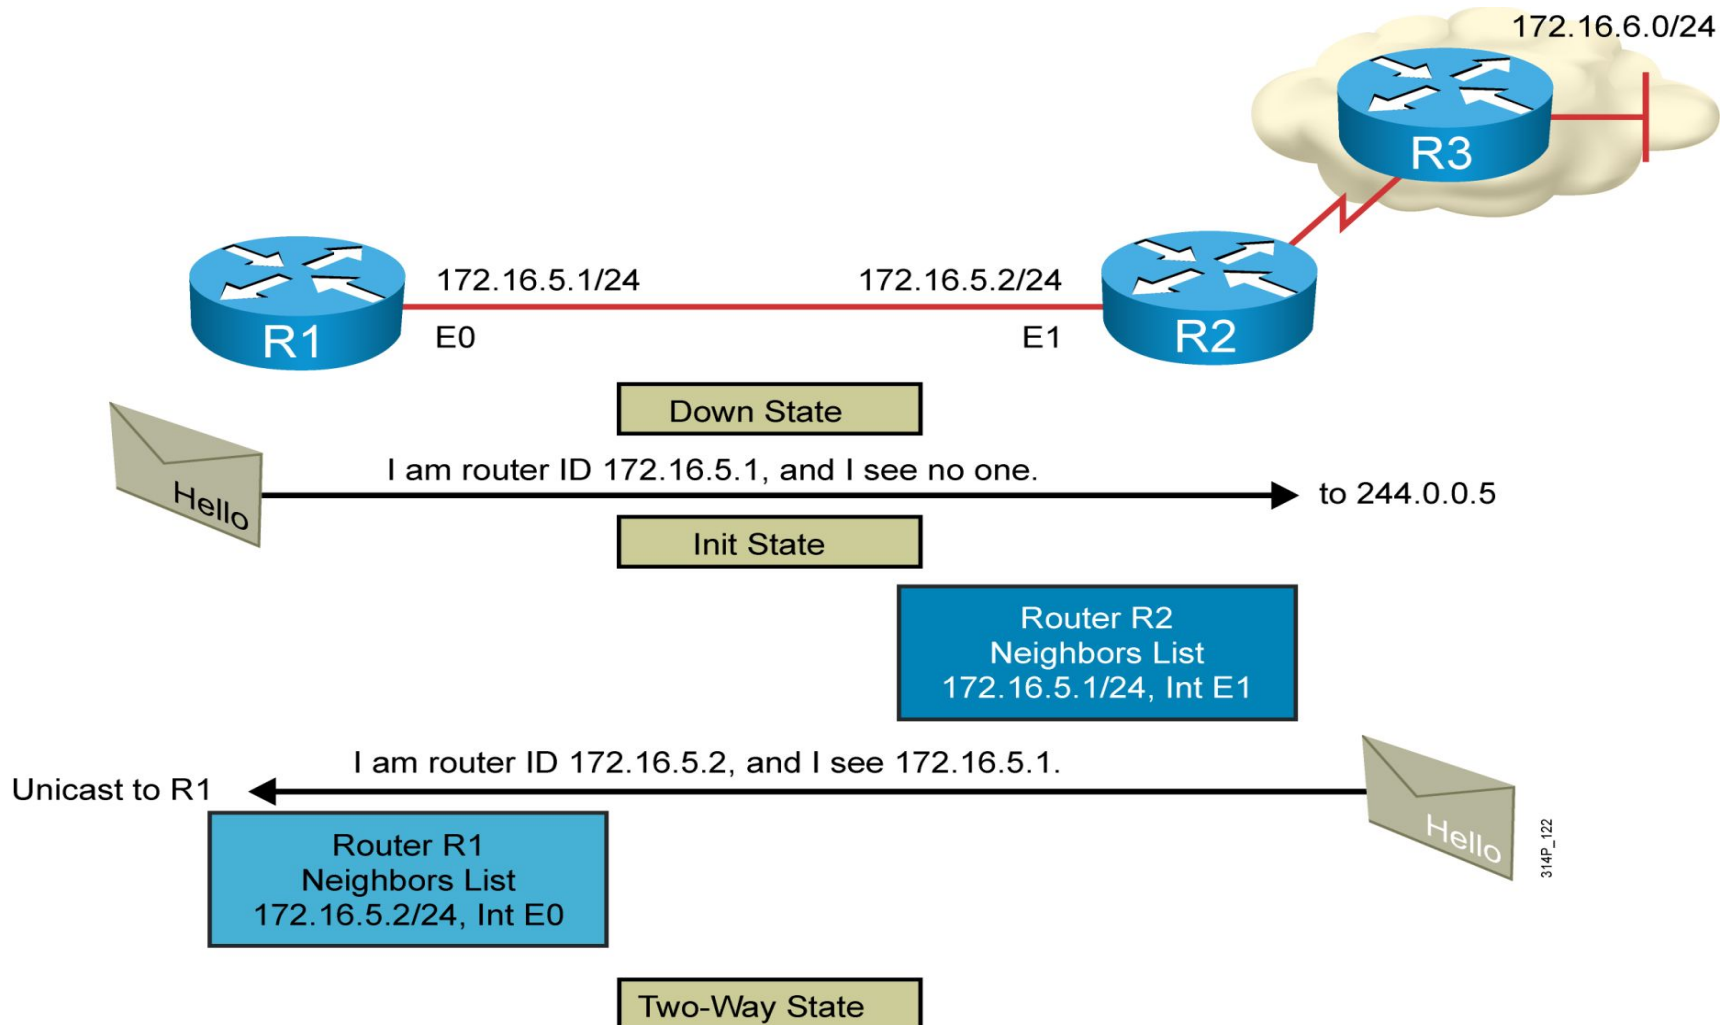 172.16.6.0/24
R3
172.16.5.1/24
172.16.5.2/24
R1
E0
E1
R2
Down State
I am router ID 172.16.5.1, and I see no one.
Hello
to 244.0.0.5
Init State
Router R2
Neighbors List
172.16.5.1/24, Int E1
I am router ID 172.16.5.2, and I see 172.16.5.1.
Unicast to R1
Hello
314P_122
Router R1
Neighbors List
172.16.5.2/24, Int E0
Two-Way State